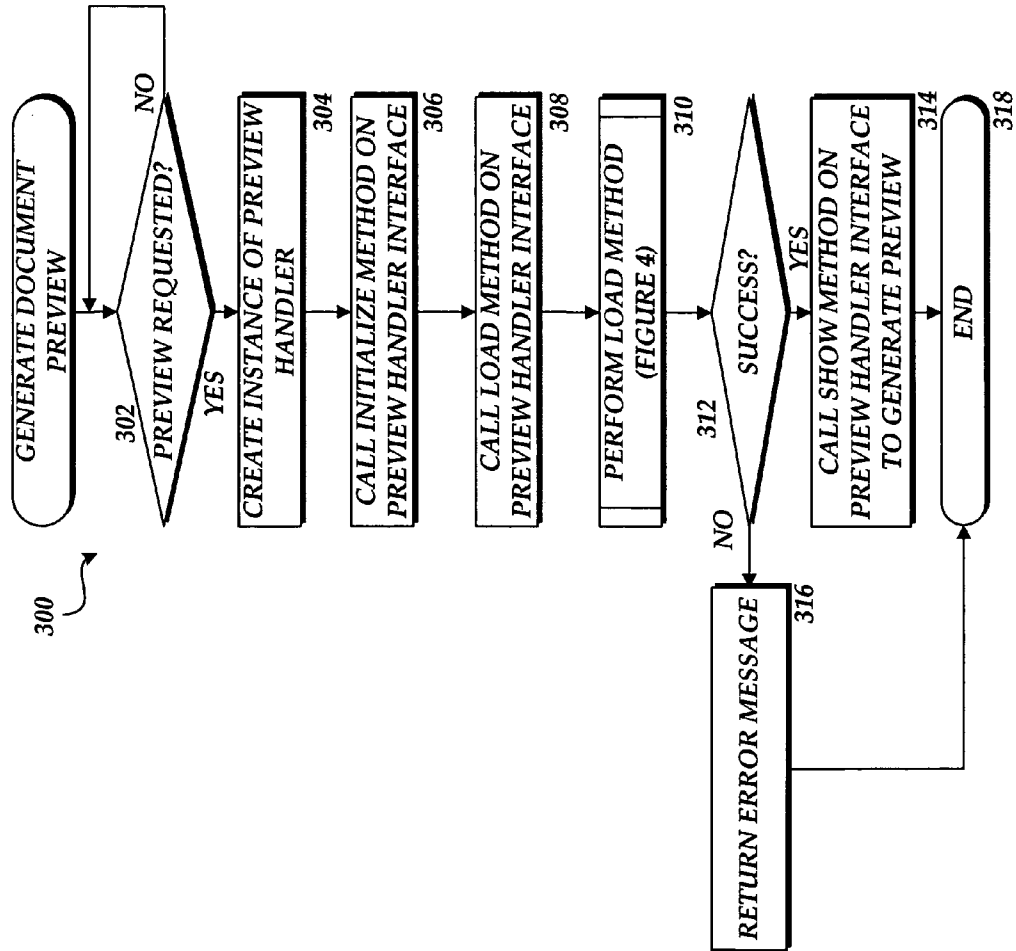 300
GENERATE DOCUMENT
PREVIEW
302
PREVIEW REQUESTED?
NO
YES
CREATE INSTANCE OF PREVIEW
HANDLER
304
CALL INITIALIZE METHOD ON
PREVIEW HANDLER INTERFACE
306
CALL LOAD METHOD ON
PREVIEW HANDLER INTERFACE
308
PERFORM LOAD METHOD
(FIGURE 4)
310
312
SUCCESS?
NO
YES
RETURN ERROR MESSAGE
316
CALL SHOW METHOD ON
PREVIEW HANDLER INTERFACE
TO GENERATE PREVIEW
314
END
318